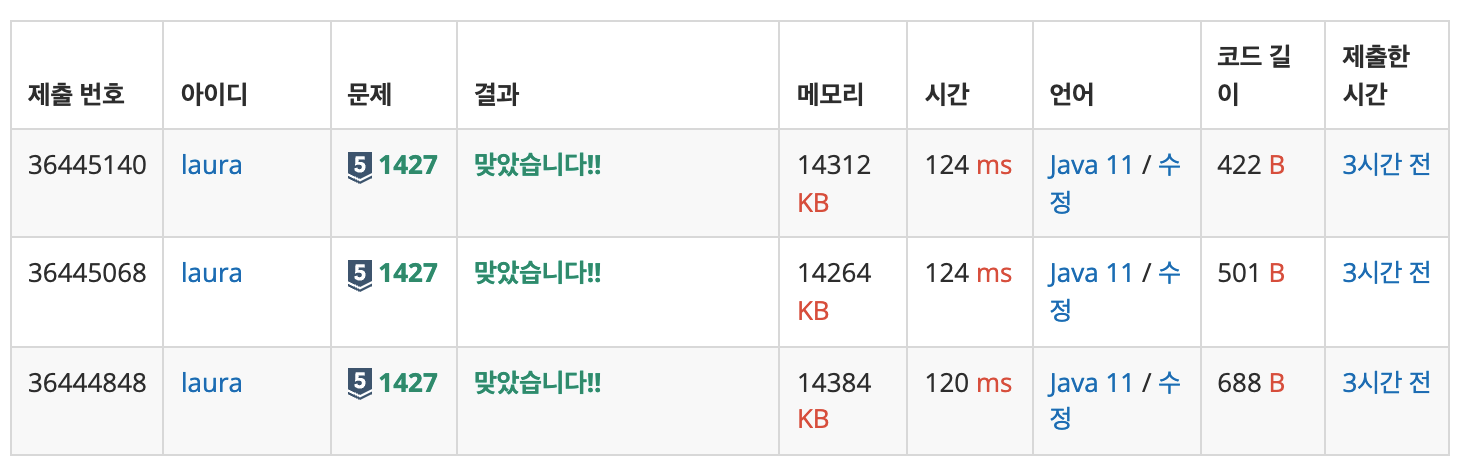 제출 번호 아이디 문제 결과 메모리 시간 언어 코드 길이 제출한 시간
36445140 laura 5 1427 맞았습니다!! 14312 KB 124 ms Java 11 / 수정 422 B 3시간 전
36445068 laura 5 1427 맞았습니다!! 14264 KB 124 ms Java 11 / 수정 501 B 3시간 전
36444848 laura 5 1427 맞았습니다!! 14384 KB 120 ms Java 11 / 수정 688 B 3시간 전